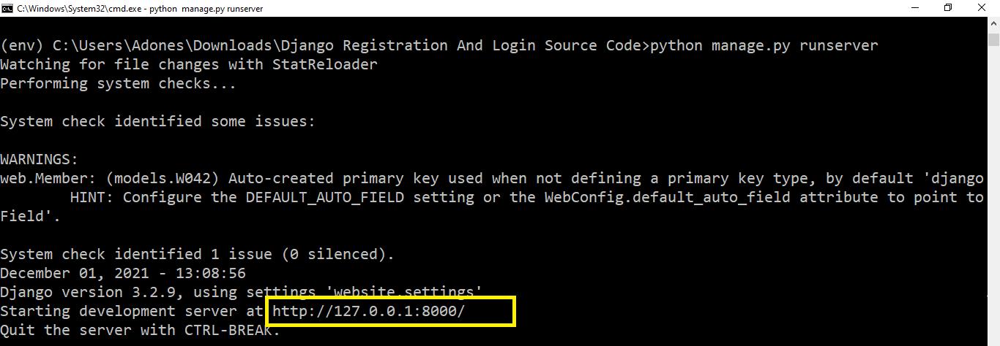 C:\Windows\System32\cmd.exe - python  manage.py runserver
(env) C:\Users\Adones\Downloads\Django Registration And Login Source Code>python manage.py runserver
Watching for file changes with StatReloader
Performing system checks...
System check identified some issues:
WARNINGS:
web.Member: (models.W042) Auto-created primary key used when not defining a primary key type, by default 'django
HINT: Configure the DEFAULT_AUTO_FIELD setting or the WebConfig.default_auto_field attribute to point to
Field'.
System check identified 1 issue (0 silenced).
December 01, 2021 - 13:08:56
Django version 3.2.9, using settings 'website.settings'
Starting development server at http://127.0.0.1:8000/
Quit the server with CTRL-BREAK.